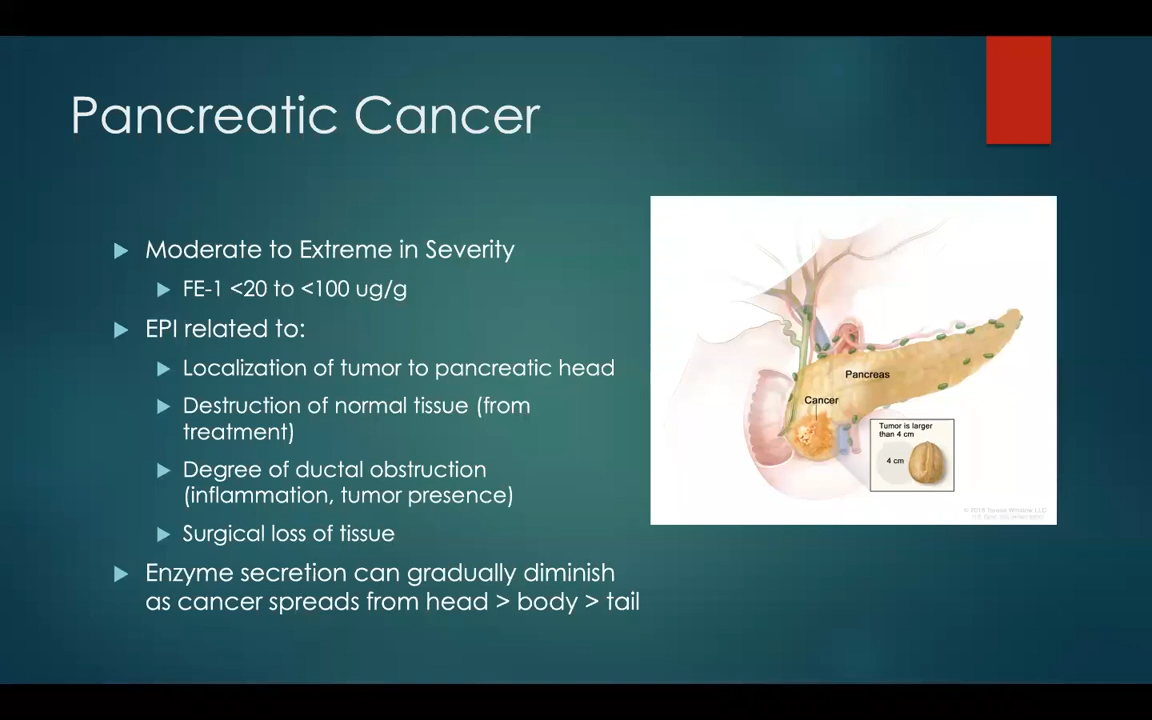 Pancreatic Cancer
Moderate to Extreme in Severity
FE-1 <20 to <100 ug/g
EPI related to:
Localization of tumor to pancreatic head
Destruction of normal tissue (from
treatment)
Degree of ductal obstruction
(inflammation, tumor presence)
Surgical loss of tissue
Enzyme secretion can gradually diminish
as cancer spreads from head > body > tail
Pancreas
Cancer
Tumor is larger
than 4 cm
4 cm